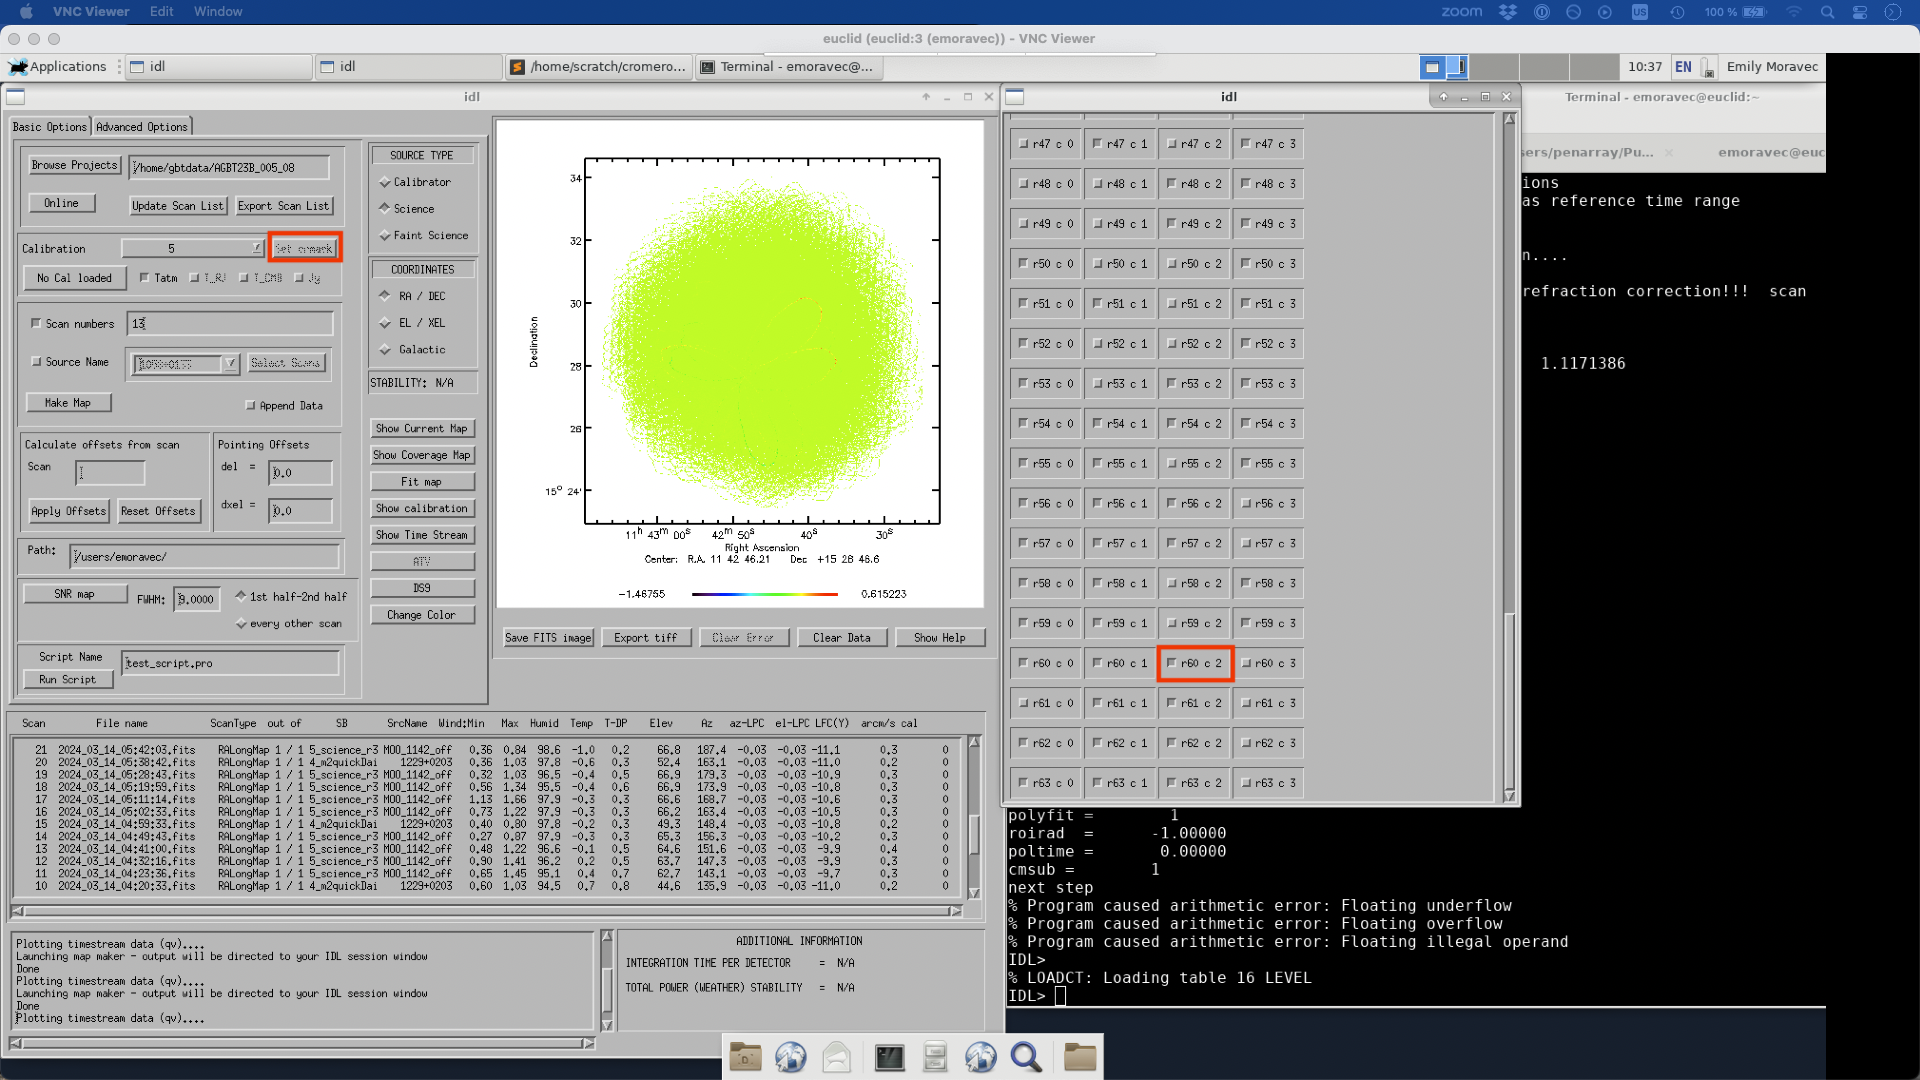 VNC Viewer Edit Window
zoom US 100 %
euclid (euclid:3 (emoravec)) - VNC Viewer
Applications idl idl /home/scratch/cromero... Terminal - emoravec@... 10:37 EN Emily Moravec
idl
Basic Options Advanced Options
Browse Projects /home/gbtdata/AGBT23B_005_08
Online Update Scan List Export Scan List
Calibration 5
No Cal loaded Tatm T_RJ T_CMB Jy
Scan numbers 13
Source Name Select Scans
Make Map Append Data
Calculate offsets from scan
Scan
Apply Offsets Reset Offsets
Pointing Offsets
del = 0.0
dxel = 0.0
Path: /users/emoravec/
SNR map FWHM: 9.0000 1st half-2nd half
every other scan
Script Name test_script.pro
Run Script
SOURCE TYPE
Calibrator
Science
Faint Science
COORDINATES
RA / DEC
EL / XEL
Galactic
STABILITY: N/A
Show Current Map
Show Coverage Map
Fit map
Show calibration
Show Time Stream
ATV
DS9
Change Color
34
32
30
28
26
15° 24'
Declination
11h 43m 00s 42m 50s 40s 30s
Right Ascension
Center: R.A. 11 42 46.21 Dec +15 28 46.6
-1.46755 0.615223
Save FITS image Export tiff Clear Error Clear Data Show Help
Scan File name ScanType out of SB SrcName Wind:Min Max Humid Temp T-DP Elev Az az-LPC el-LPC LFC(Y) arcm/s cal
21 2024_03_14_05:42:03.fits RALongMap 1 / 1 5_science_r3 MOO_1142_off 0.36 0.84 98.6 -1.0 0.2 66.8 187.4 -0.03 -0.03 -11.1 0.3 0
20 2024_03_14_05:38:42.fits RALongMap 1 / 1 4_m2quickDai 1229+0203 0.36 1.03 97.8 -0.6 0.3 52.4 163.1 -0.03 -0.03 -11.0 0.2 0
19 2024_03_14_05:28:43.fits RALongMap 1 / 1 5_science_r3 MOO_1142_off 0.32 1.03 96.5 -0.4 0.5 66.9 179.3 -0.03 -0.03 -10.9 0.3 0
18 2024_03_14_05:19:59.fits RALongMap 1 / 1 5_science_r3 MOO_1142_off 0.56 1.34 95.5 -0.4 0.6 66.9 173.9 -0.03 -0.03 -10.8 0.3 0
17 2024_03_14_05:11:14.fits RALongMap 1 / 1 5_science_r3 MOO_1142_off 1.13 1.66 97.9 -0.3 0.3 66.6 168.7 -0.03 -0.03 -10.6 0.3 0
16 2024_03_14_05:02:33.fits RALongMap 1 / 1 5_science_r3 MOO_1142_off 0.73 1.22 97.9 -0.3 0.2 66.2 163.4 -0.03 -0.03 -10.5 0.3 0
15 2024_03_14_04:59:33.fits RALongMap 1 / 1 4_m2quickDai 1229+0203 0.40 0.80 97.8 -0.2 0.3 49.3 148.4 -0.03 -0.03 -10.8 0.2 0
14 2024_03_14_04:49:43.fits RALongMap 1 / 1 5_science_r3 MOO_1142_off 0.27 0.87 97.9 -0.3 0.3 65.3 156.3 -0.03 -0.03 -10.2 0.3 0
13 2024_03_14_04:41:00.fits RALongMap 1 / 1 5_science_r3 MOO_1142_off 0.48 1.22 96.6 -0.1 0.5 64.6 151.6 -0.03 -0.03 -9.9 0.4 0
12 2024_03_14_04:32:16.fits RALongMap 1 / 1 5_science_r3 MOO_1142_off 0.90 1.41 96.2 0.2 0.5 63.7 147.3 -0.03 -0.03 -9.9 0.3 0
11 2024_03_14_04:23:36.fits RALongMap 1 / 1 5_science_r3 MOO_1142_off 0.65 1.45 95.1 0.4 0.7 62.7 143.1 -0.03 -0.03 -9.7 0.3 0
10 2024_03_14_04:20:39.fits RALongMap 1 / 1 4_m2quickDai 1229+0203 0.60 1.03 94.5 0.7 0.8 44.6 135.9 -0.03 -0.03 -11.0 0.2 0
Plotting timestream data (qv)....
Launching map maker - output will be directed to your IDL session window
Done
Plotting timestream data (qv)....
Launching map maker - output will be directed to your IDL session window
Done
Plotting timestream data (qv)....
ADDITIONAL INFORMATION
INTEGRATION TIME PER DETECTOR = N/A
TOTAL POWER (WEATHER) STABILITY = N/A
idl
r47 c 0 r47 c 1 r47 c 2 r47 c 3
r48 c 0 r48 c 1 r48 c 2 r48 c 3
r49 c 0 r49 c 1 r49 c 2 r49 c 3
r50 c 0 r50 c 1 r50 c 2 r50 c 3
r51 c 0 r51 c 1 r51 c 2 r51 c 3
r52 c 0 r52 c 1 r52 c 2 r52 c 3
r53 c 0 r53 c 1 r53 c 2 r53 c 3
r54 c 0 r54 c 1 r54 c 2 r54 c 3
r55 c 0 r55 c 1 r55 c 2 r55 c 3
r56 c 0 r56 c 1 r56 c 2 r56 c 3
r57 c 0 r57 c 1 r57 c 2 r57 c 3
r58 c 0 r58 c 1 r58 c 2 r58 c 3
r59 c 0 r59 c 1 r59 c 2 r59 c 3
r60 c 0 r60 c 1 r60 c 2 r60 c 3
r61 c 0 r61 c 1 r61 c 2 r61 c 3
r62 c 0 r62 c 1 r62 c 2 r62 c 3
r63 c 0 r63 c 1 r63 c 2 r63 c 3
Terminal - emoravec@euclid:~
sers/penarray/Pu... emoravec@euc
ions
as reference time range
n....
refraction correction!!! scan
1.1171386
polyfit = 1
roirad = -1.00000
poltime = 0.00000
cmsub = 1
next step
% Program caused arithmetic error: Floating underflow
% Program caused arithmetic error: Floating overflow
% Program caused arithmetic error: Floating illegal operand
IDL>
% LOADCT: Loading table 16 LEVEL
IDL>